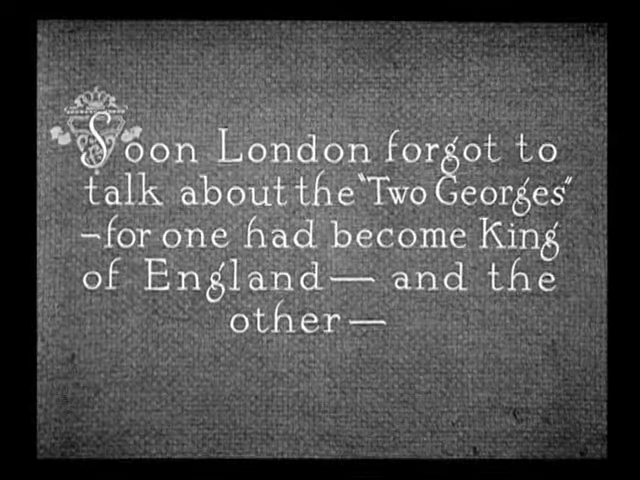 Soon London forgot to
talk about the "Two Georges"
—for one had become King
of England — and the
other —